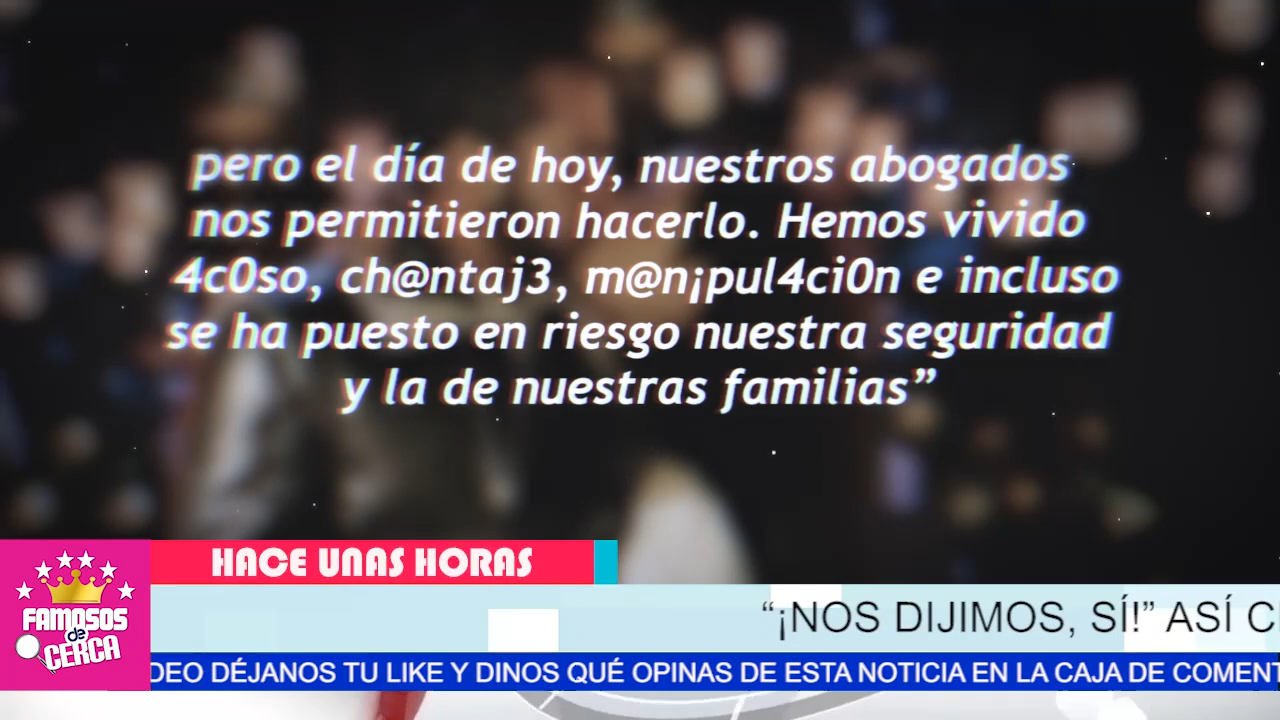 pero el día de hoy, nuestros abogados
nos permitieron hacerlo. Hemos vivido
4c0so, ch@ntaj3, m@n¡pul4ci0n e incluso
se ha puesto en riesgo nuestra seguridad
y la de nuestras familias”
HACE UNAS HORAS
FAMOSOS
de
CERCA
“¡NOS DIJIMOS, SÍ!” ASÍ C
DEO DÉJANOS TU LIKE Y DINOS QUÉ OPINAS DE ESTA NOTICIA EN LA CAJA DE COMENT